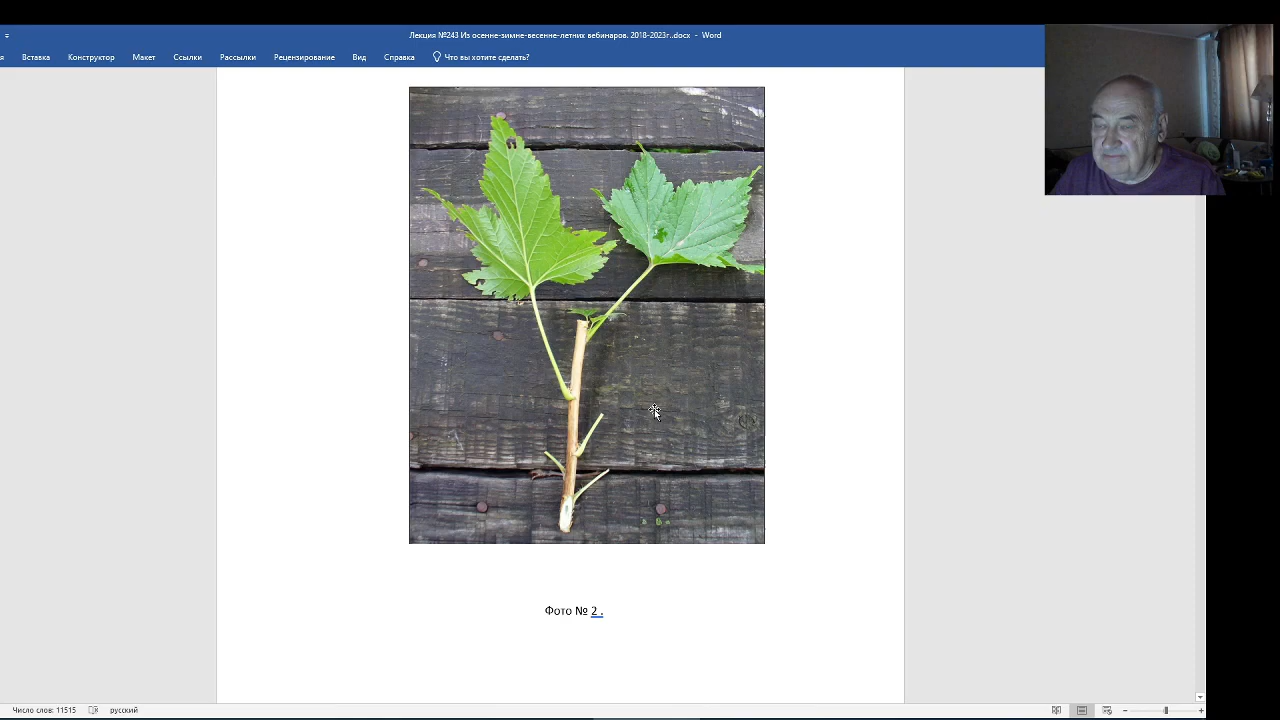 Лекция №243 Из осенне-зимне-весенне-летних вебинаров. 2018-2023г..docx - Word
я Вставка Конструктор Макет Ссылки Рассылки Рецензирование Вид Справка Что вы хотите сделать?
Фото № 2 .
Число слов: 11515 русский